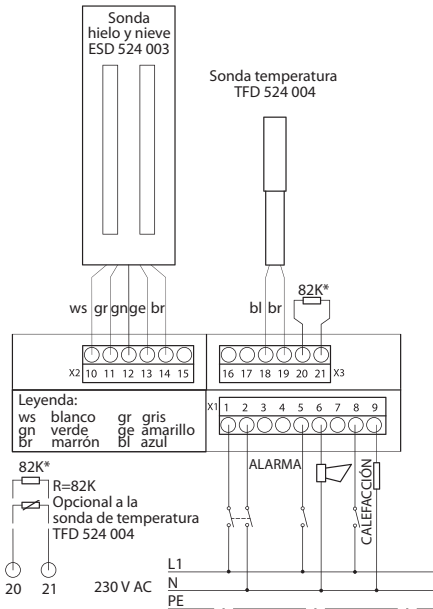 Sonda
hielo y nieve
ESD 524 003
Sonda temperatura
TFD 524 004
ws gr gn ge br
bl br
82K*
X2 10 11 12 13 14 15
16 17 18 19 20 21 X3
Leyenda:
ws blanco gr gris
gn verde ge amarillo
br marrón bl azul
X1 1 2 3 4 5 6 7 8 9
ALARMA
CALEFACCIÓN
82K*
R=82K
Opcional a la
sonda de temperatura
TFD 524 004
20 21
230 V AC
L1
N
PE